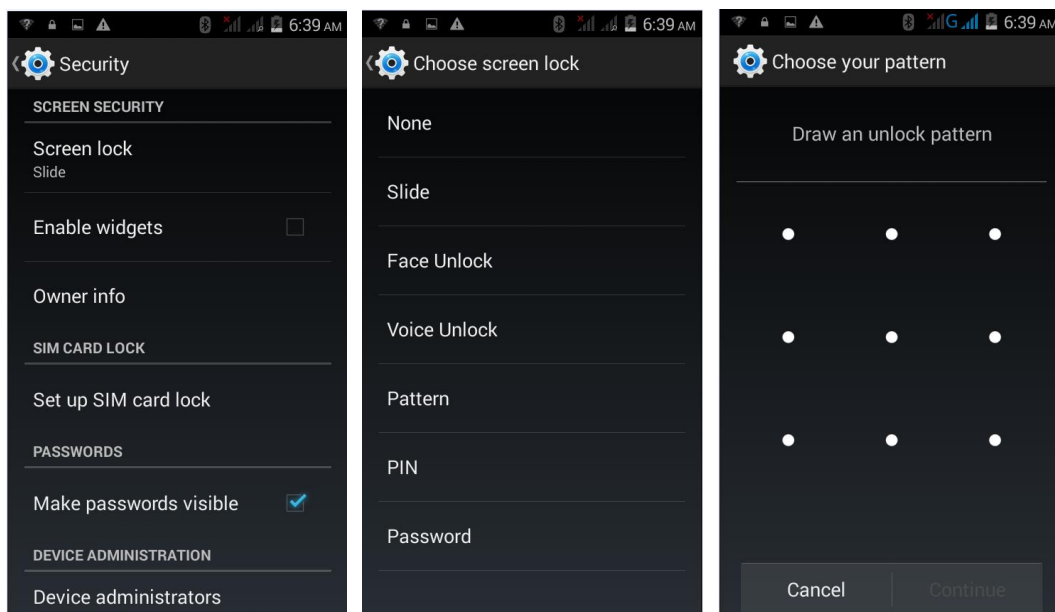 6:39 AM
Security
SCREEN SECURITY
Screen lock
Slide
Enable widgets
Owner info
SIM CARD LOCK
Set up SIM card lock
PASSWORDS
Make passwords visible
DEVICE ADMINISTRATION
Device administrators
6:39 AM
Choose screen lock
None
Slide
Face Unlock
Voice Unlock
Pattern
PIN
Password
G 6:39 AM
Choose your pattern
Draw an unlock pattern
Cancel Continue